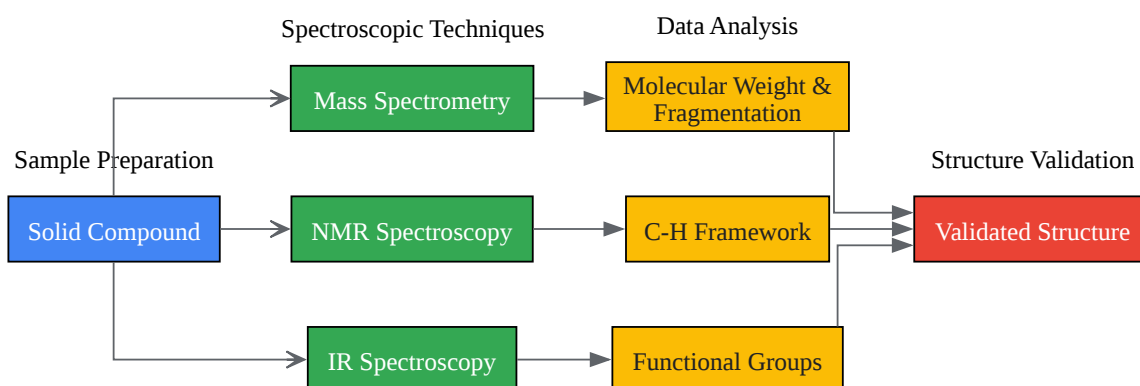 Spectroscopic Techniques
Data Analysis
Mass Spectrometry
Molecular Weight &
Fragmentation
Sample Preparation
Structure Validation
Solid Compound
NMR Spectroscopy
C-H Framework
Validated Structure
IR Spectroscopy
Functional Groups